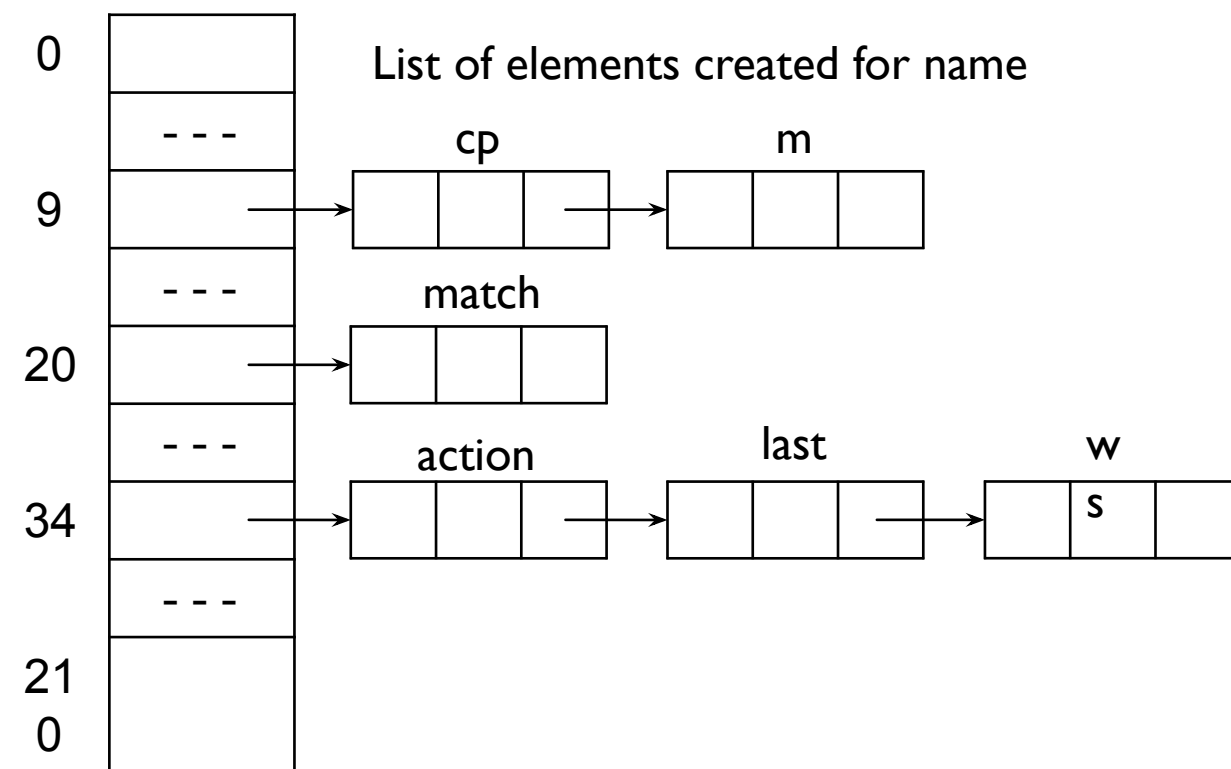 0
List of elements created for name
- - -
cp m
9
- - -
match
20
- - -
action last w
34 s
- - -
21
0